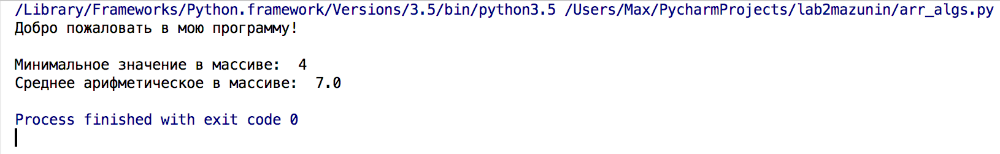 /Library/Frameworks/Python.framework/Versions/3.5/bin/python3.5 /Users/Max/PycharmProjects/lab2mazunin/arr_algs.py
Добро пожаловать в мою программу!
Минимальное значение в массиве:  4
Среднее арифметическое в массиве:  7.0
Process finished with exit code 0